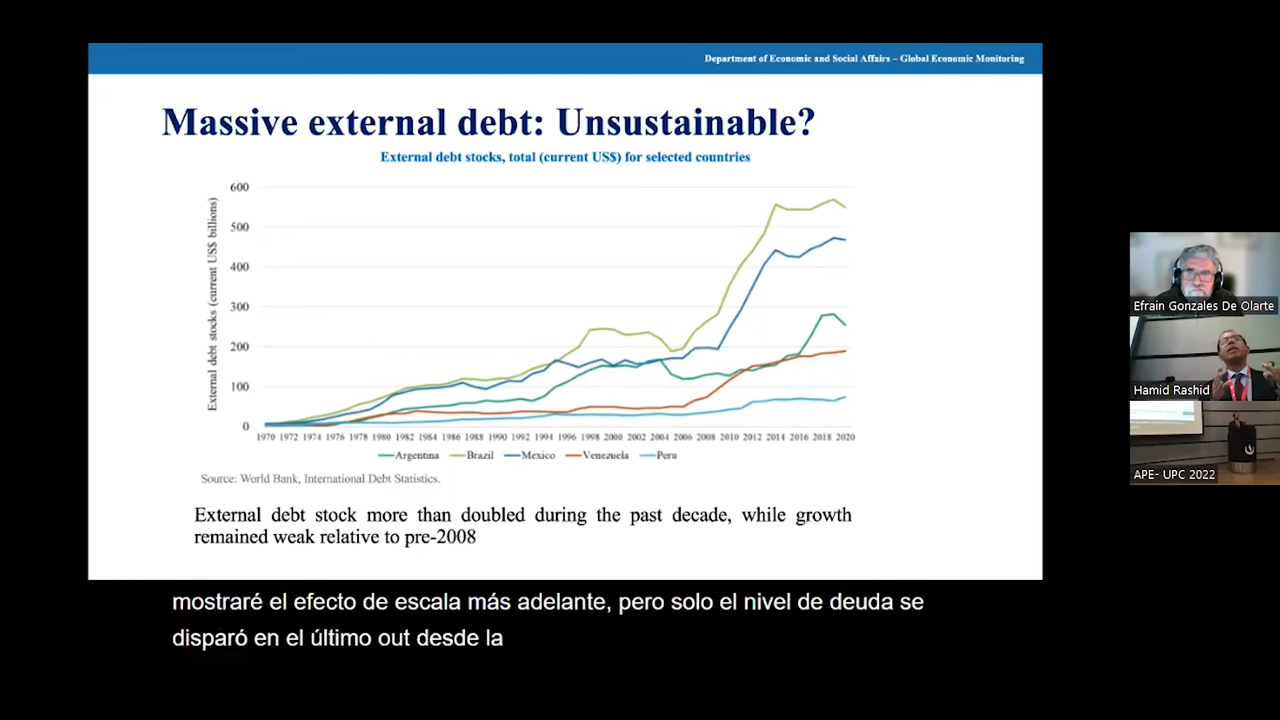 Department of Economic and Social Affairs – Global Economic Monitoring
Massive external debt: Unsustainable?
External debt stocks, total (current US$) for selected countries
External debt stocks (current US$ billions)
600
500
400
300
200
100
0
1970 1972 1974 1976 1978 1980 1982 1984 1986 1988 1990 1992 1994 1996 1998 2000 2002 2004 2006 2008 2010 2012 2014 2016 2018 2020
Argentina Brazil Mexico Venezuela Peru
Source: World Bank, International Debt Statistics.
External debt stock more than doubled during the past decade, while growth
remained weak relative to pre-2008
Efrain Gonzales De Olarte
Hamid Rashid
APE- UPC 2022
mostraré el efecto de escala más adelante, pero solo el nivel de deuda se
disparó en el último out desde la